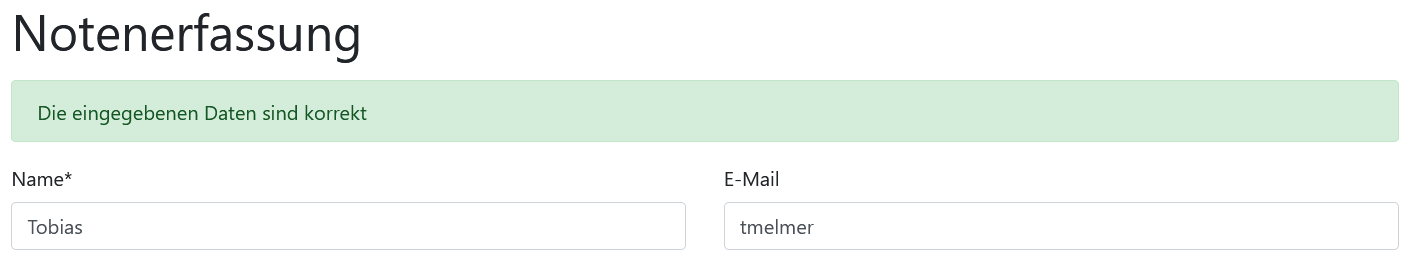 Notenerfassung
Die eingegebenen Daten sind korrekt
Name*
E-Mail
Tobias
tmelmer